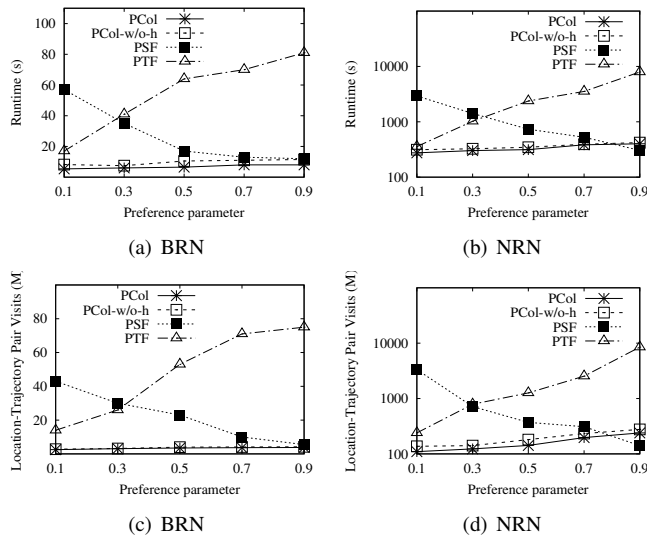 PCol
PCol-w/o-h
PSF
PTF
Runtime (s)
100
80
60
40
20
0.1 0.3 0.5 0.7 0.9
Preference parameter
(a) BRN
PCol
PCol-w/o-h
PSF
PTF
Runtime (s)
10000
1000
100
0.1 0.3 0.5 0.7 0.9
Preference parameter
(b) NRN
PCol
PCol-w/o-h
PSF
PTF
Location-Trajectory Pair Visits (M
80
60
40
20
0.1 0.3 0.5 0.7 0.9
Preference parameter
(c) BRN
PCol
PCol-w/o-h
PSF
PTF
Location-Trajectory Pair Visits (M)
10000
1000
100
0.1 0.3 0.5 0.7 0.9
Preference parameter
(d) NRN